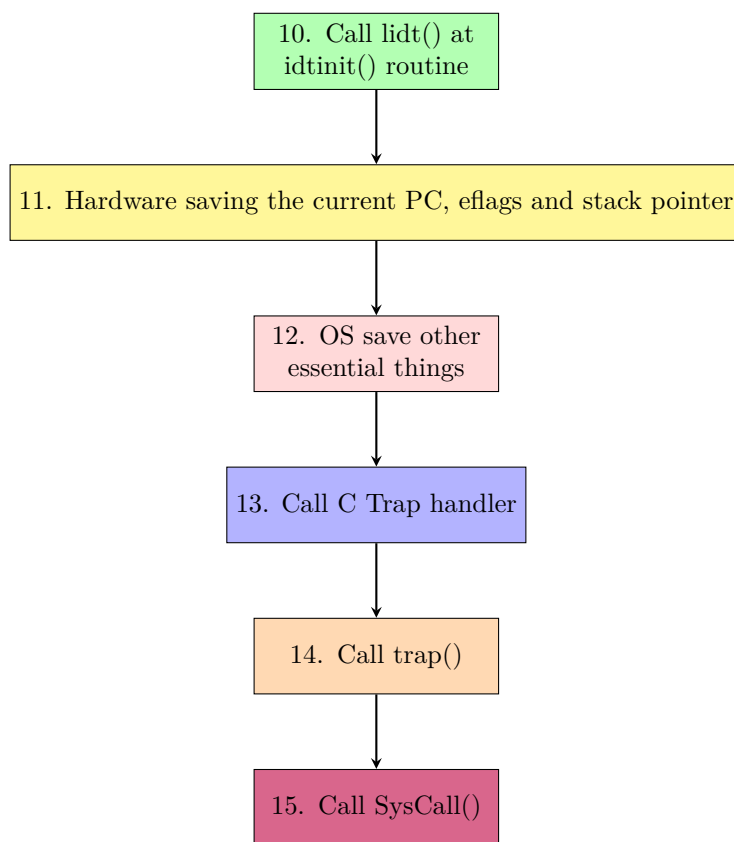 10. Call lidt() at
idtinit() routine
11. Hardware saving the current PC, eflags and stack pointer
12. OS save other
essential things
13. Call C Trap handler
14. Call trap()
15. Call SysCall()